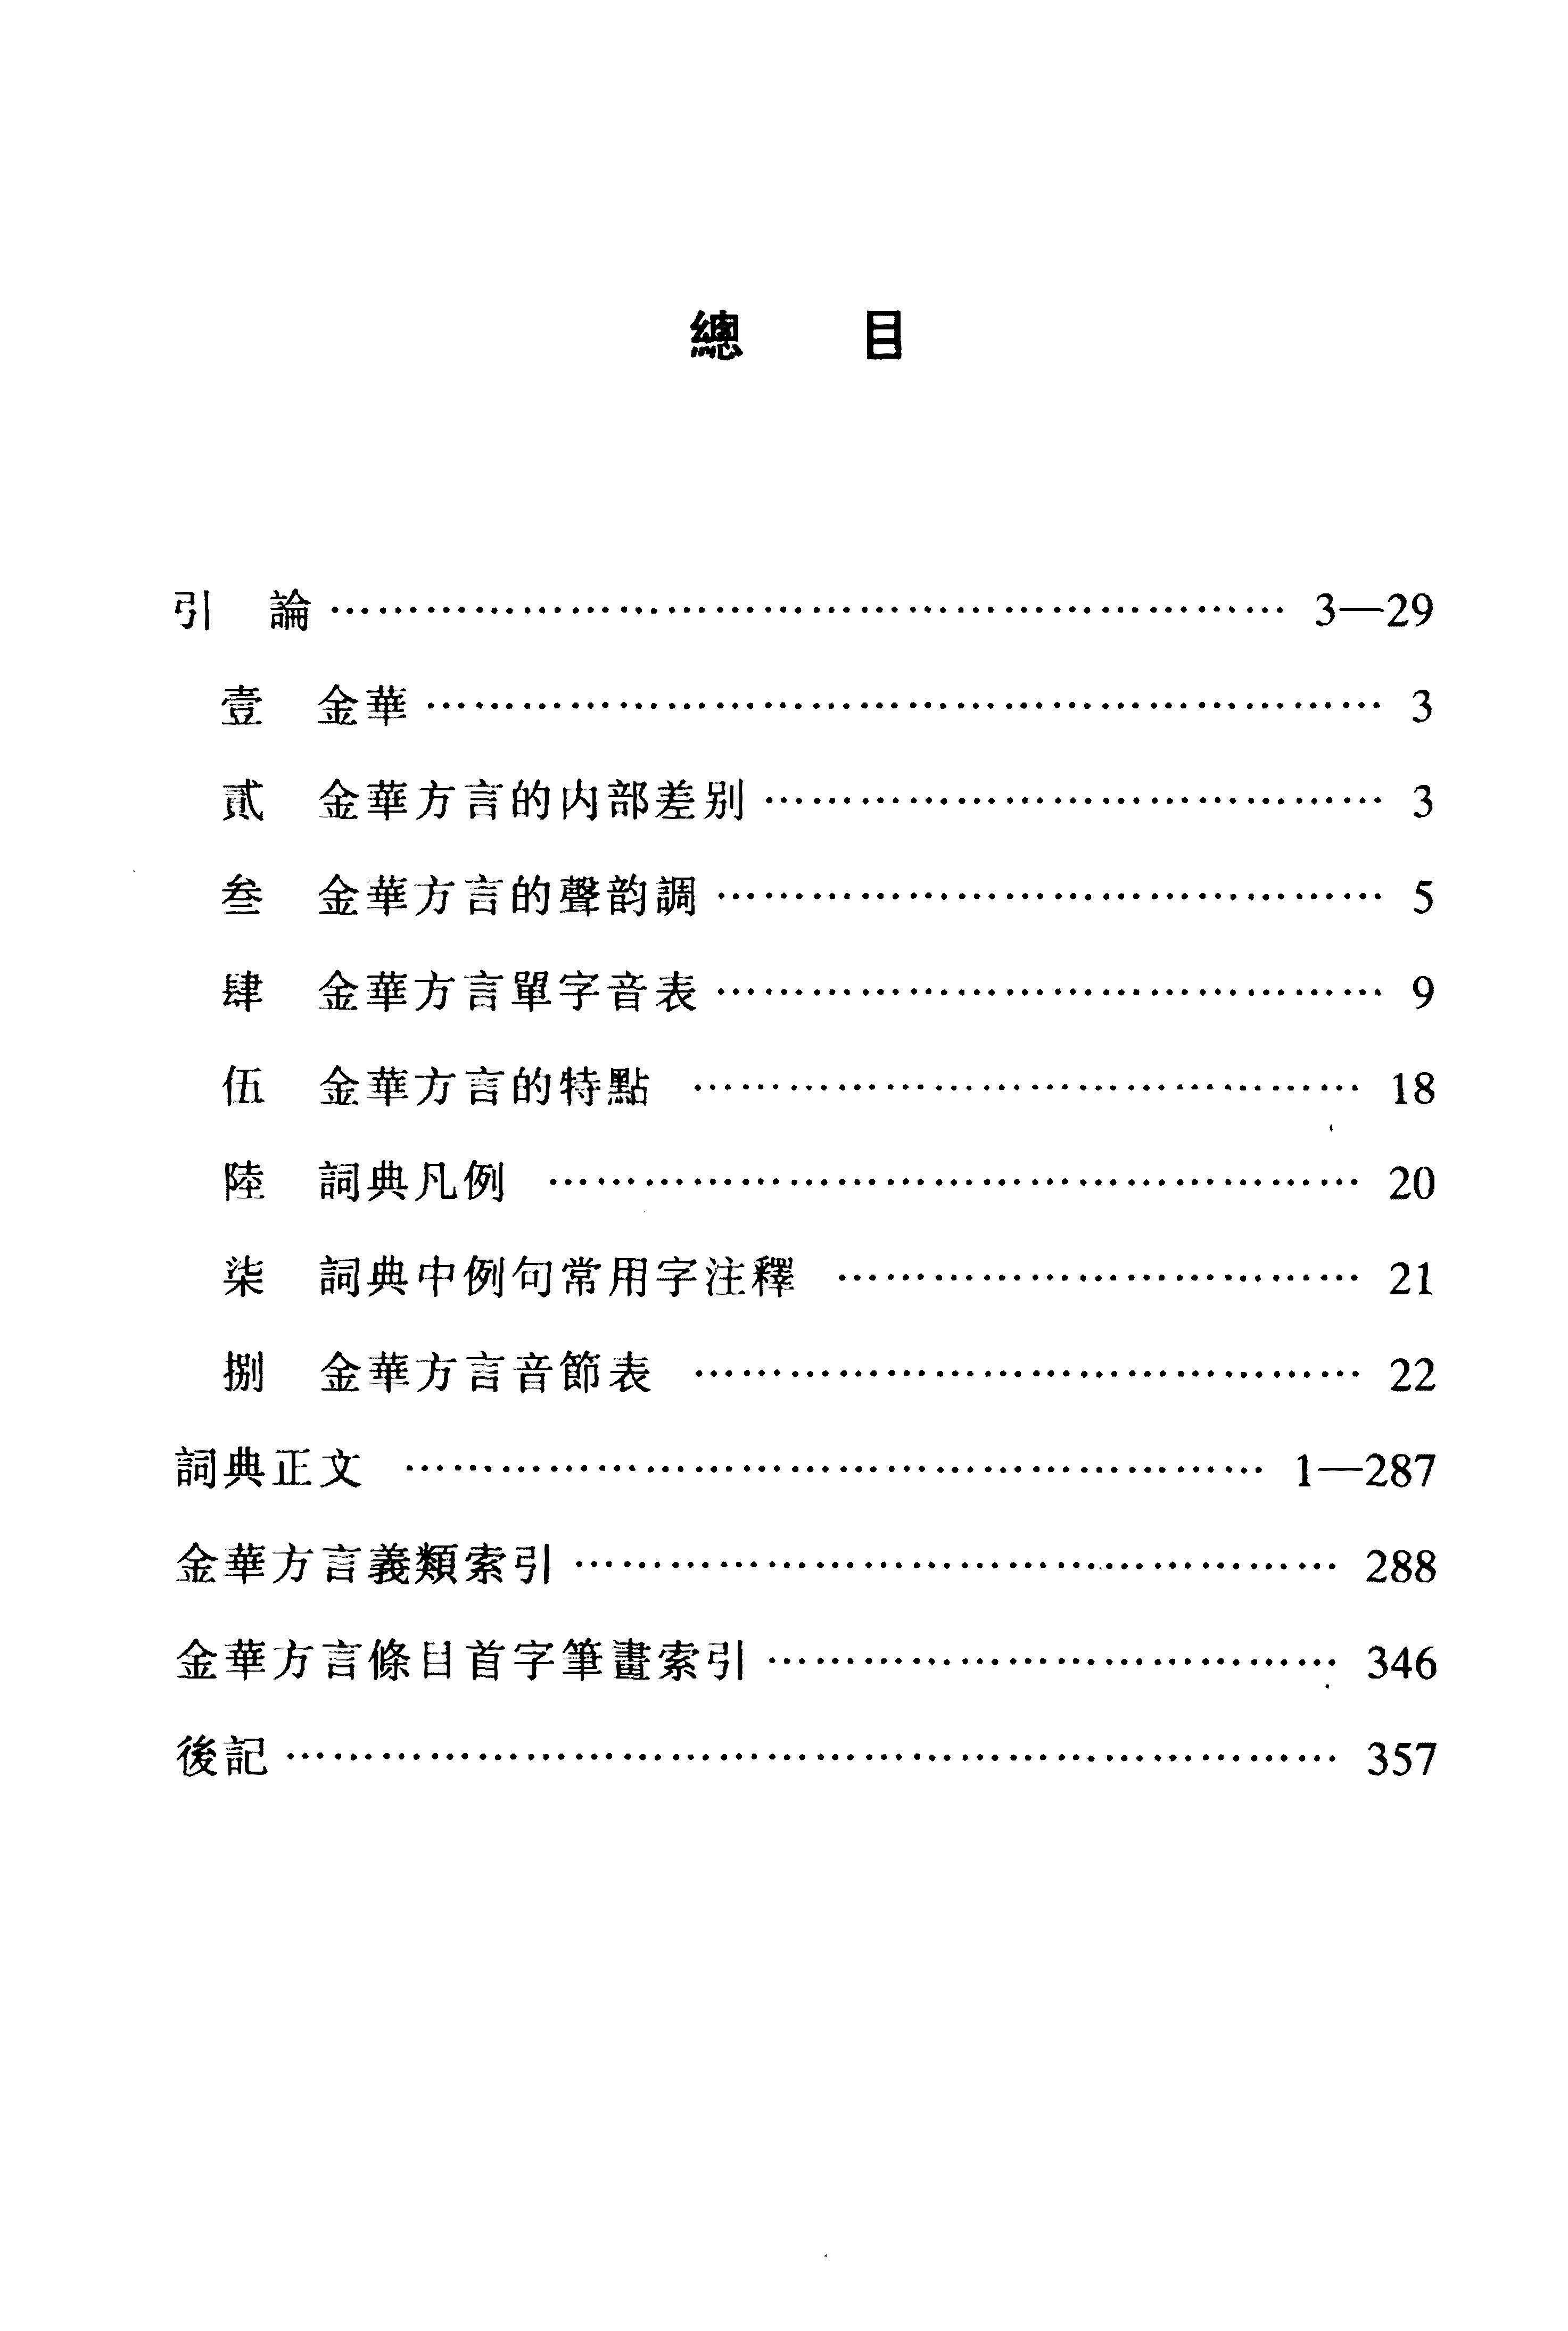 總 目
引 論 …………………………………………………………… 3—29
壹 金華 …………………………………………………………… 3
貳 金華方言的内部差别 ……………………………………… 3
叁 金華方言的聲韵調 ………………………………………… 5
肆 金華方言單字音表 ………………………………………… 9
伍 金華方言的特點 ………………………………………… 18
陸 詞典凡例 ………………………………………………… 20
柒 詞典中例句常用字注釋 ………………………………… 21
捌 金華方言音節表 ………………………………………… 22
詞典正文 …………………………………………………… 1—287
金華方言義類索引 ……………………………………………… 288
金華方言條目首字筆畫索引 ………………………………… 346
後記 ………………………………………………………………… 357